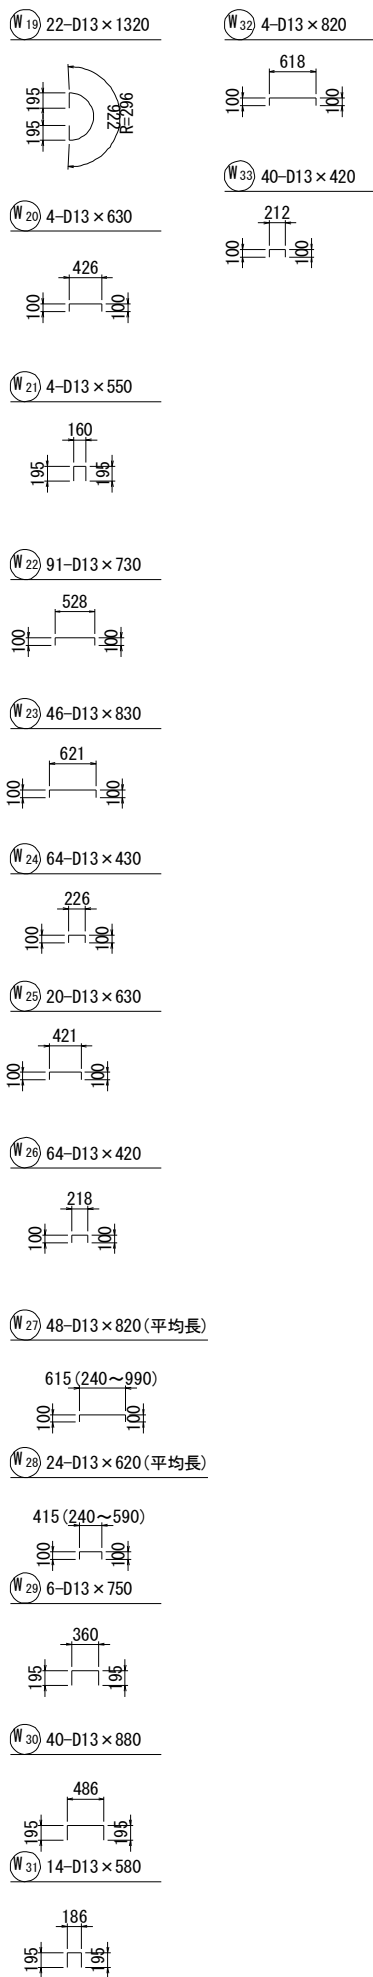 W19 22-D13×1320
195
195
922
R=296
W20 4-D13×630
426
100
100
W21 4-D13×550
160
195
195
W22 91-D13×730
528
100
100
W23 46-D13×830
621
100
100
W24 64-D13×430
226
100
100
W25 20-D13×630
421
100
100
W26 64-D13×420
218
100
100
W27 48-D13×820(平均長)
615(240～990)
100
100
W28 24-D13×620(平均長)
415(240～590)
100
100
W29 6-D13×750
360
195
195
W30 40-D13×880
486
195
195
W31 14-D13×580
186
195
195
W32 4-D13×820
618
100
100
W33 40-D13×420
212
100
100